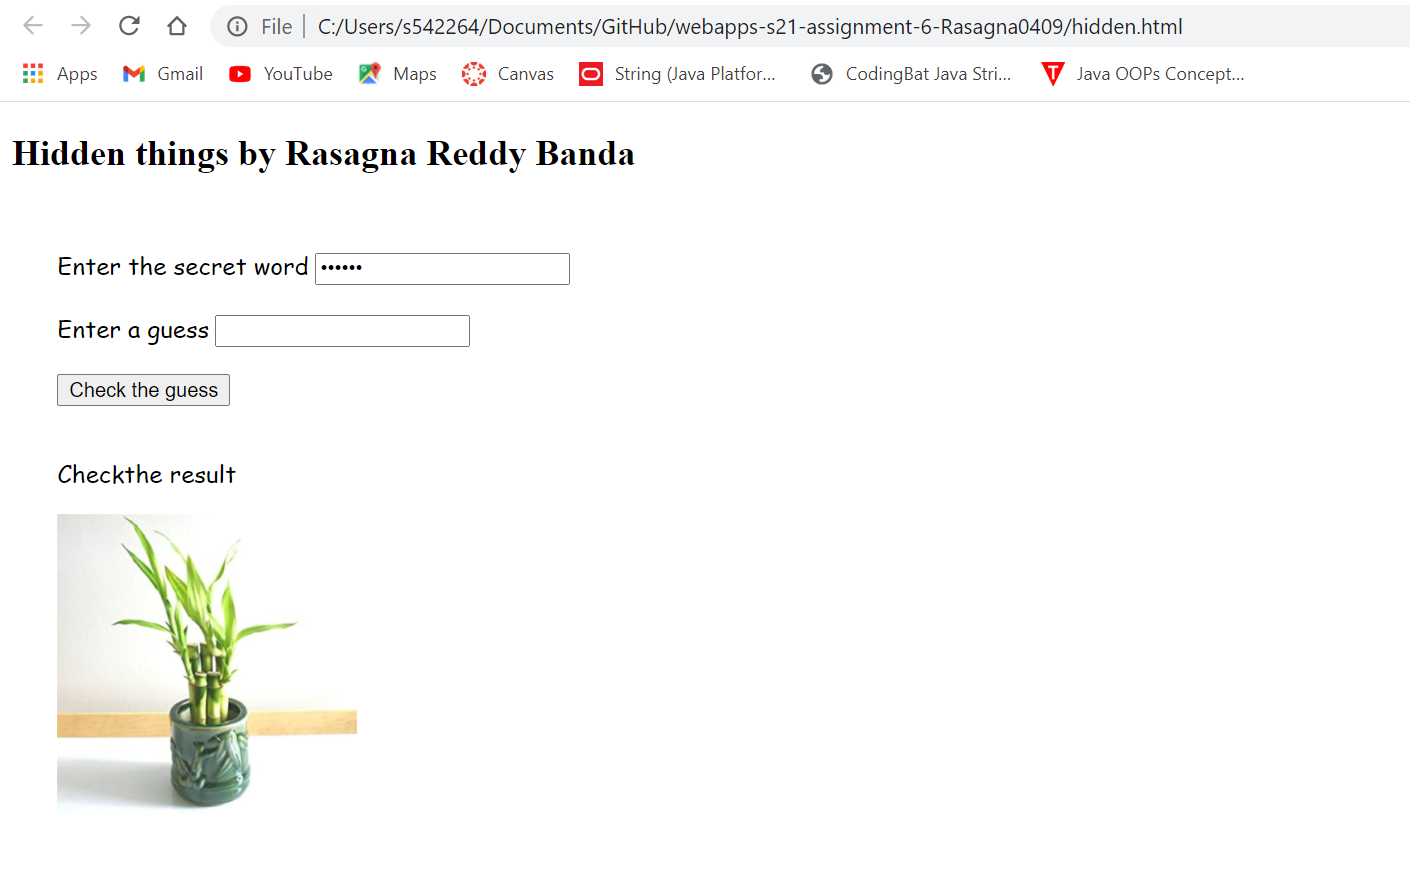 File C:/Users/s542264/Documents/GitHub/webapps-s21-assignment-6-Rasagna0409/hidden.html
Apps Gmail YouTube Maps Canvas String (Java Platfor... CodingBat Java Stri... Java OOPs Concept...
Hidden things by Rasagna Reddy Banda
Enter the secret word ••••••
Enter a guess
Check the guess
Checkthe result